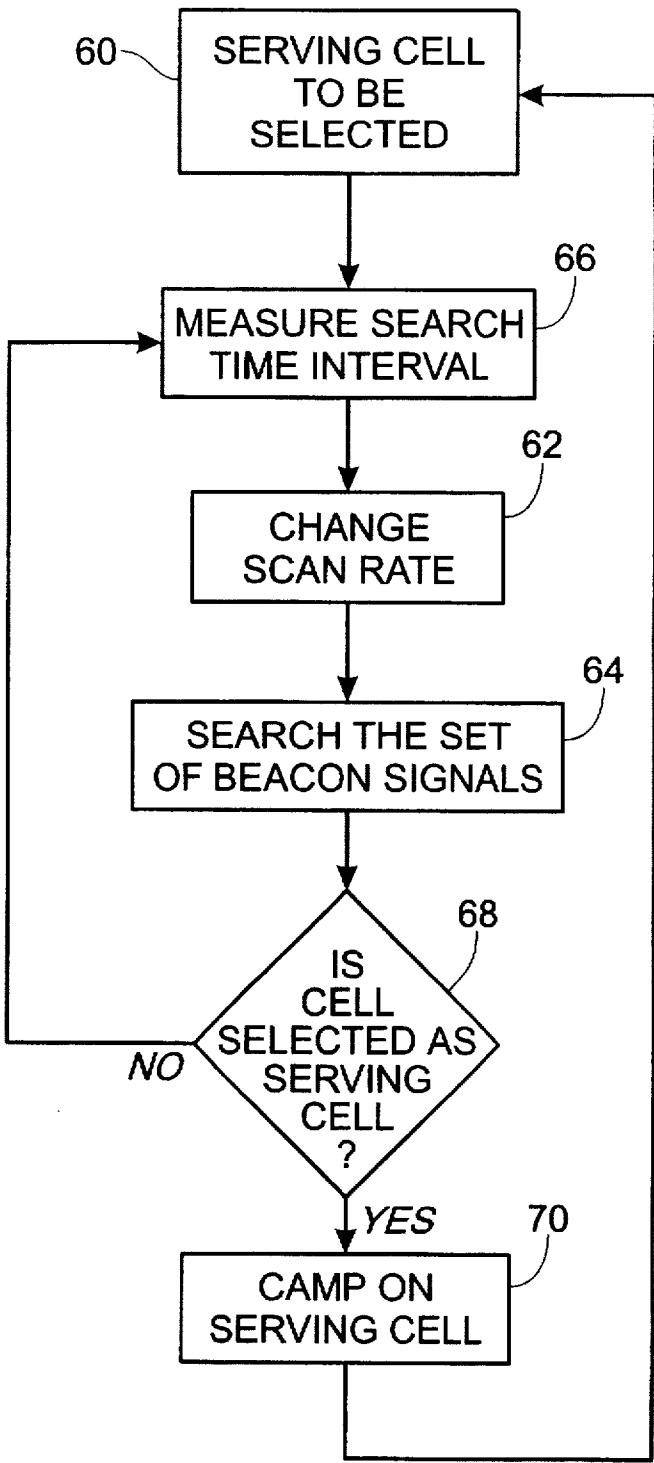 60
SERVING CELL
TO BE
SELECTED
66
MEASURE SEARCH
TIME INTERVAL
62
CHANGE
SCAN RATE
64
SEARCH THE SET
OF BEACON SIGNALS
68
IS
CELL
SELECTED AS
SERVING
CELL
?
NO
YES
70
CAMP ON
SERVING CELL